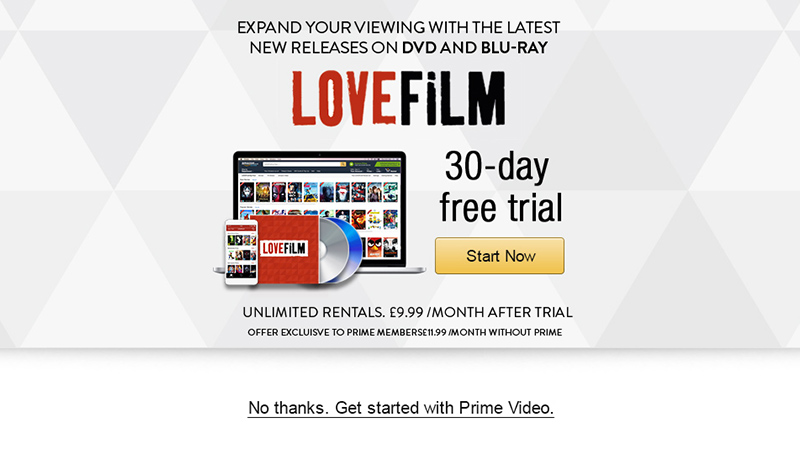 EXPAND YOUR VIEWING WITH THE LATEST
NEW RELEASES ON DVD AND BLU-RAY
LOVEFiLM
30-day
free trial
LOVEFiLM
Start Now
UNLIMITED RENTALS. £9.99 /MONTH AFTER TRIAL
OFFER EXCLUISVE TO PRIME MEMBERS£11.99 /MONTH WITHOUT PRIME
No thanks. Get started with Prime Video.